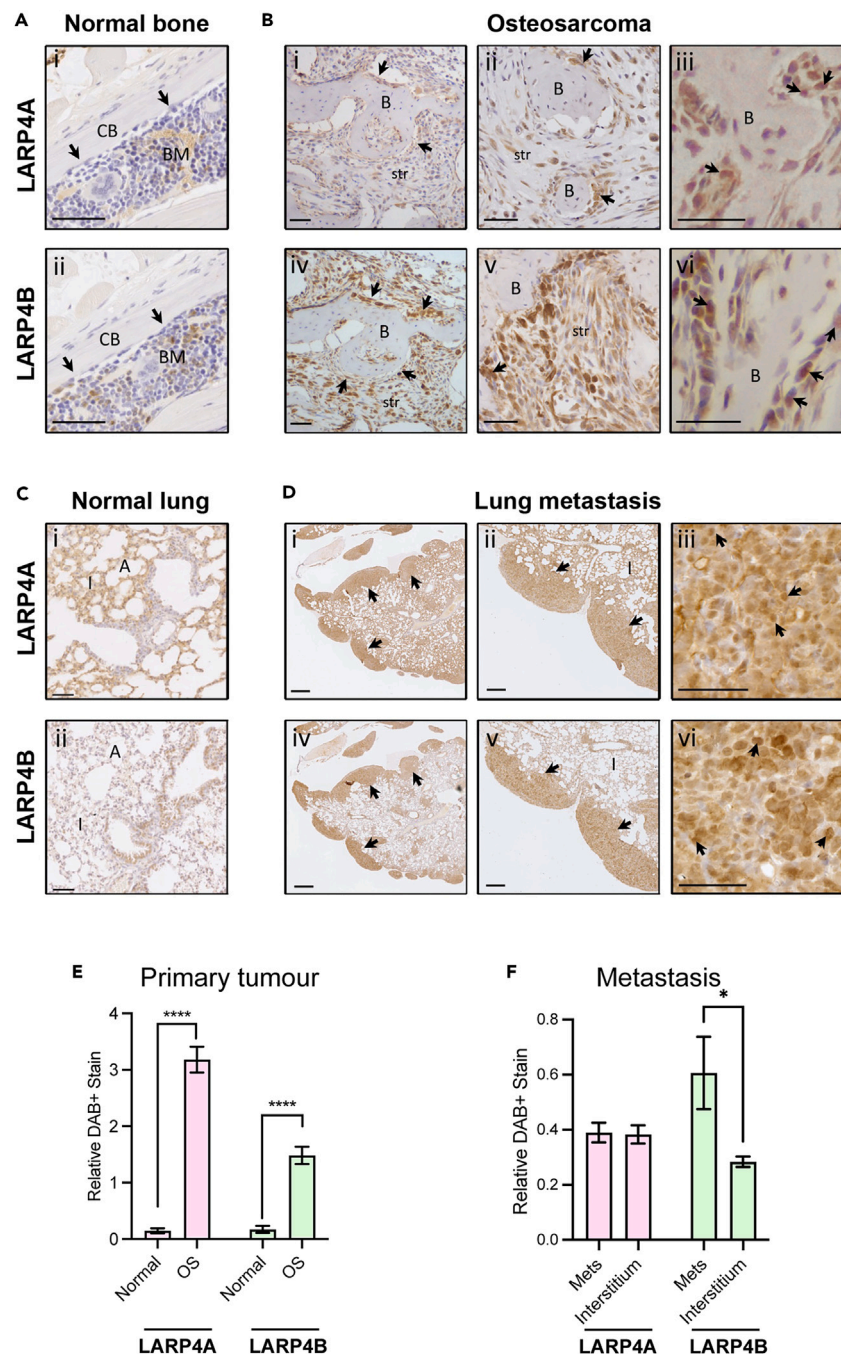 A Normal bone
B Osteosarcoma
LARP4A
i
CB
BM
i
B
str
ii
B
str
B
iii
B
LARP4B
ii
CB
BM
iv
B
str
v
B
str
vi
B
C Normal lung
D Lung metastasis
LARP4A
i
A
I
i
ii
I
iii
LARP4B
ii
A
I
iv
v
I
vi
E Primary tumour
Relative DAB+ Stain
4
3
2
1
0
****
****
Normal
OS
Normal
OS
LARP4A
LARP4B
F Metastasis
Relative DAB+ Stain
0.8
0.6
0.4
0.2
0.0
*
Mets
Interstitium
Mets
Interstitium
LARP4A
LARP4B